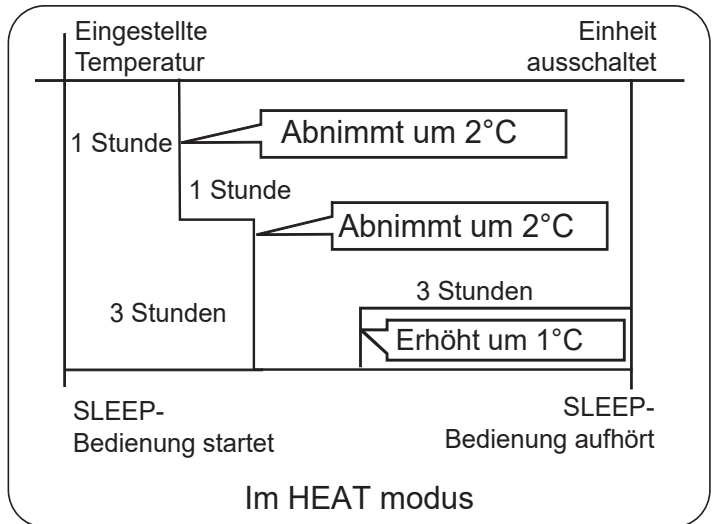 Eingestellte
Temperatur
Einheit
ausschaltet
1 Stunde
Abnimmt um 2°C
1 Stunde
Abnimmt um 2°C
3 Stunden
3 Stunden
Erhöht um 1°C
SLEEP-
Bedienung startet
SLEEP-
Bedienung aufhört
Im HEAT modus